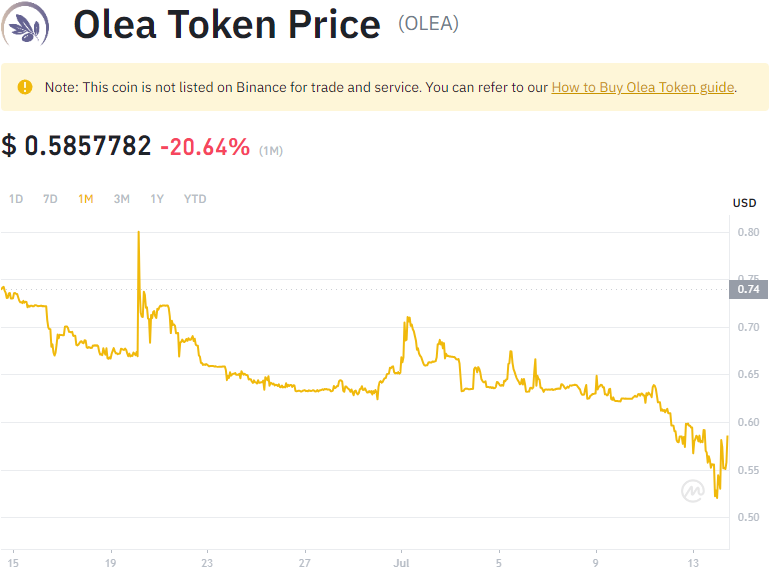 Olea Token Price (OLEA)
Note: This coin is not listed on Binance for trade and service. You can refer to our How to Buy Olea Token guide.
$ 0.5857782 -20.64% (1M)
1D 7D 1M 3M 1Y YTD
USD
0.80
0.75
0.74
0.70
0.65
0.60
0.55
0.50
15 19 23 27 Jul 5 9 13